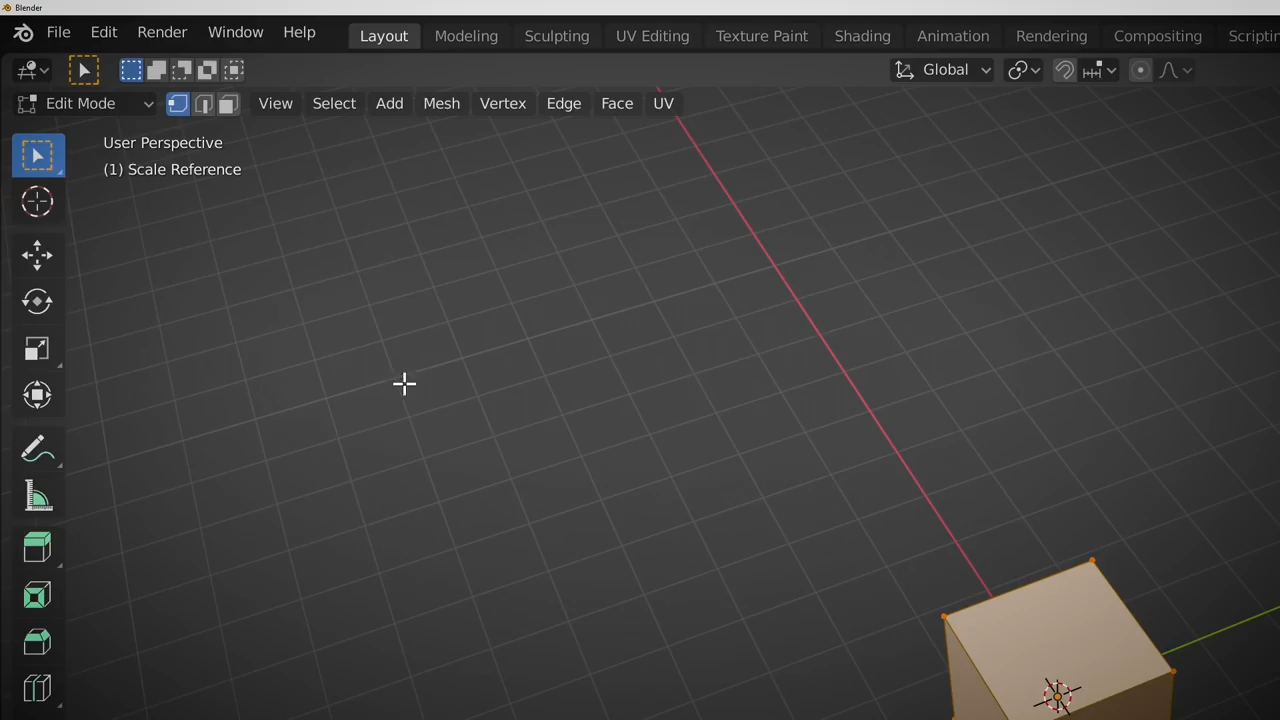 Blender
File Edit Render Window Help Layout Modeling Sculpting UV Editing Texture Paint Shading Animation Rendering Compositing Scriptin
Global
Edit Mode View Select Add Mesh Vertex Edge Face UV
User Perspective
(1) Scale Reference